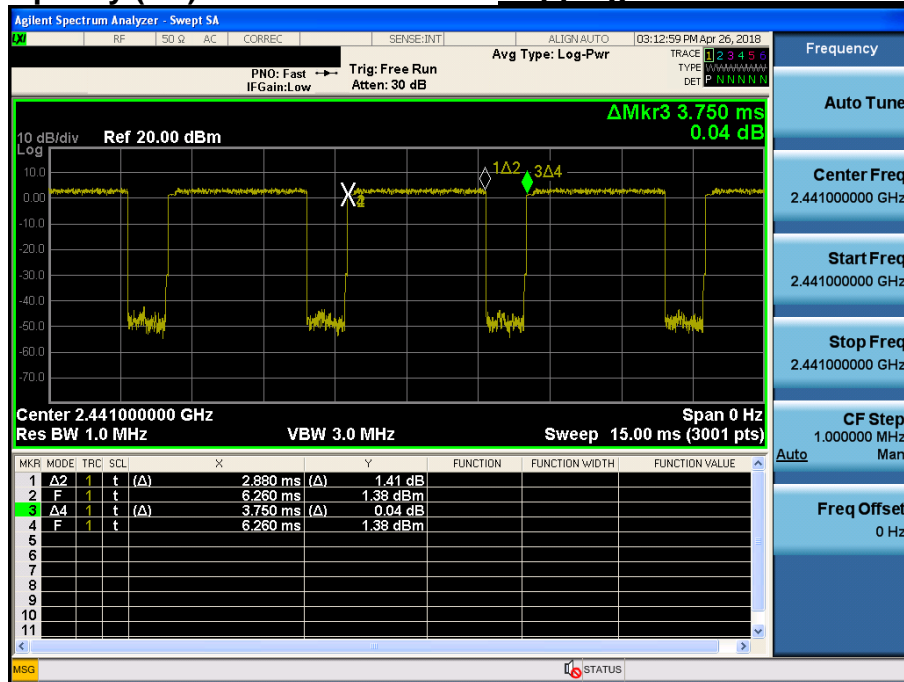 Agilent Spectrum Analyzer - Swept SA
LXI RF 50 Ω AC CORREC SENSE:INT ALIGN AUTO 03:12:59 PM Apr 26, 2018
Avg Type: Log-Pwr
TRACE 1 2 3 4 5 6
TYPE WWWWWW
DET P N N N N N
PNO: Fast Trig: Free Run
IFGain:Low Atten: 30 dB
ΔMkr3 3.750 ms
0.04 dB
10 dB/div Ref 20.00 dBm
Log
10.0
0.00
-10.0
-20.0
-30.0
-40.0
-50.0
-60.0
-70.0
1Δ2
3Δ4
X
Center 2.441000000 GHz Span 0 Hz
Res BW 1.0 MHz VBW 3.0 MHz Sweep 15.00 ms (3001 pts)
MKR MODE TRC SCL X Y FUNCTION FUNCTION WIDTH FUNCTION VALUE
1 Δ2 1 t (Δ) 2.880 ms (Δ) 1.41 dB
2 F 1 t 6.260 ms 1.38 dBm
3 Δ4 1 t (Δ) 3.750 ms (Δ) 0.04 dB
4 F 1 t 6.260 ms 1.38 dBm
5
6
7
8
9
10
11
MSG STATUS
Frequency
Auto Tune
Center Freq
2.441000000 GHz
Start Freq
2.441000000 GHz
Stop Freq
2.441000000 GHz
CF Step
1.000000 MHz
Auto Man
Freq Offset
0 Hz